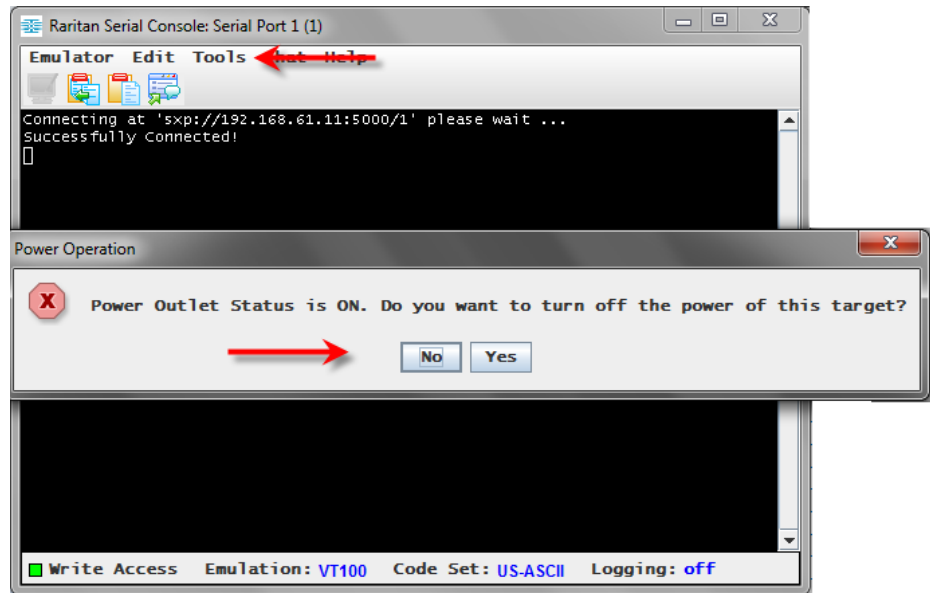 Raritan Serial Console: Serial Port 1 (1)
Emulator Edit Tools Chat Help
Connecting at 'sxp://192.168.61.11:5000/1' please wait ...
Successfully Connected!
Power Operation
Power Outlet Status is ON. Do you want to turn off the power of this target?
No Yes
Write Access Emulation: VT100 Code Set: US-ASCII Logging: off